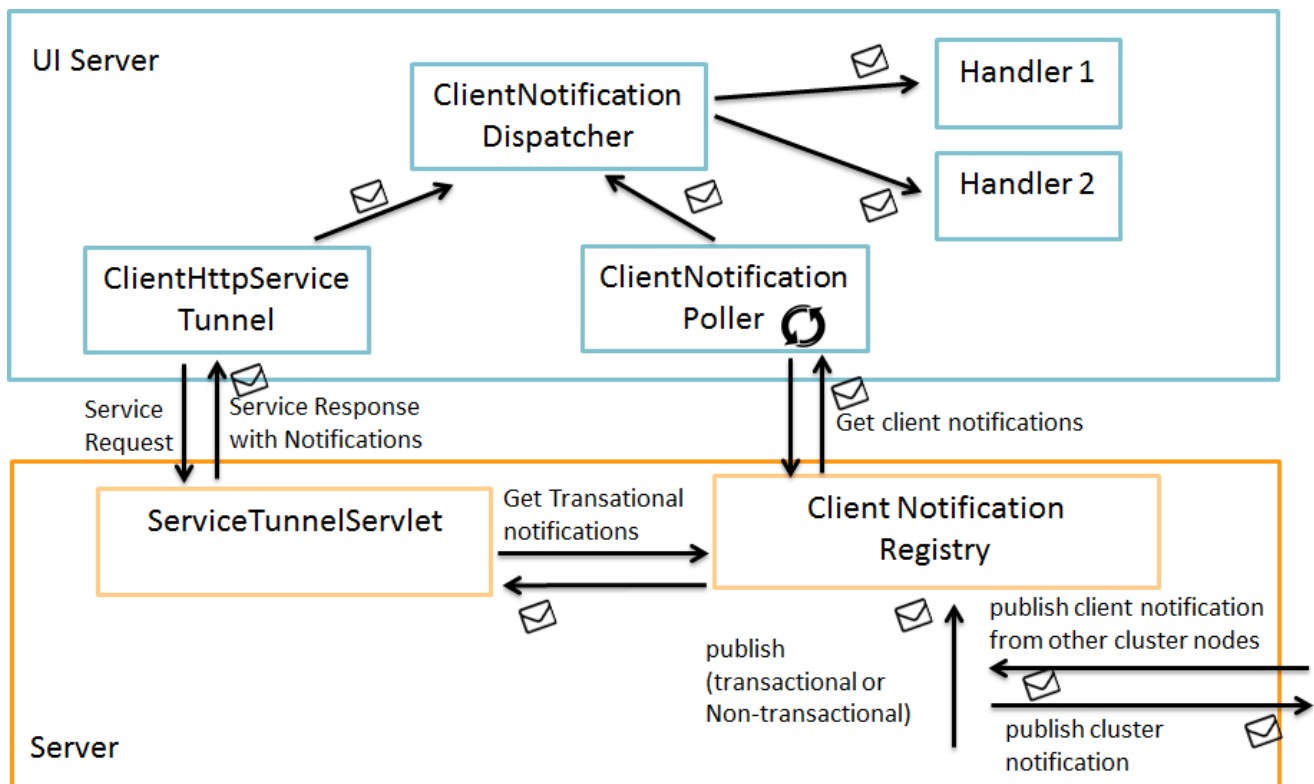 UI Server
ClientNotification
Dispatcher
Handler 1
Handler 2
ClientHttpService
Tunnel
ClientNotification
Poller
Service
Request
Service Response
with Notifications
Get client notifications
ServiceTunnelServlet
Get Transational
notifications
Client Notification
Registry
publish
(transactional or
Non-transactional)
publish client notification
from other cluster nodes
publish cluster
notification
Server